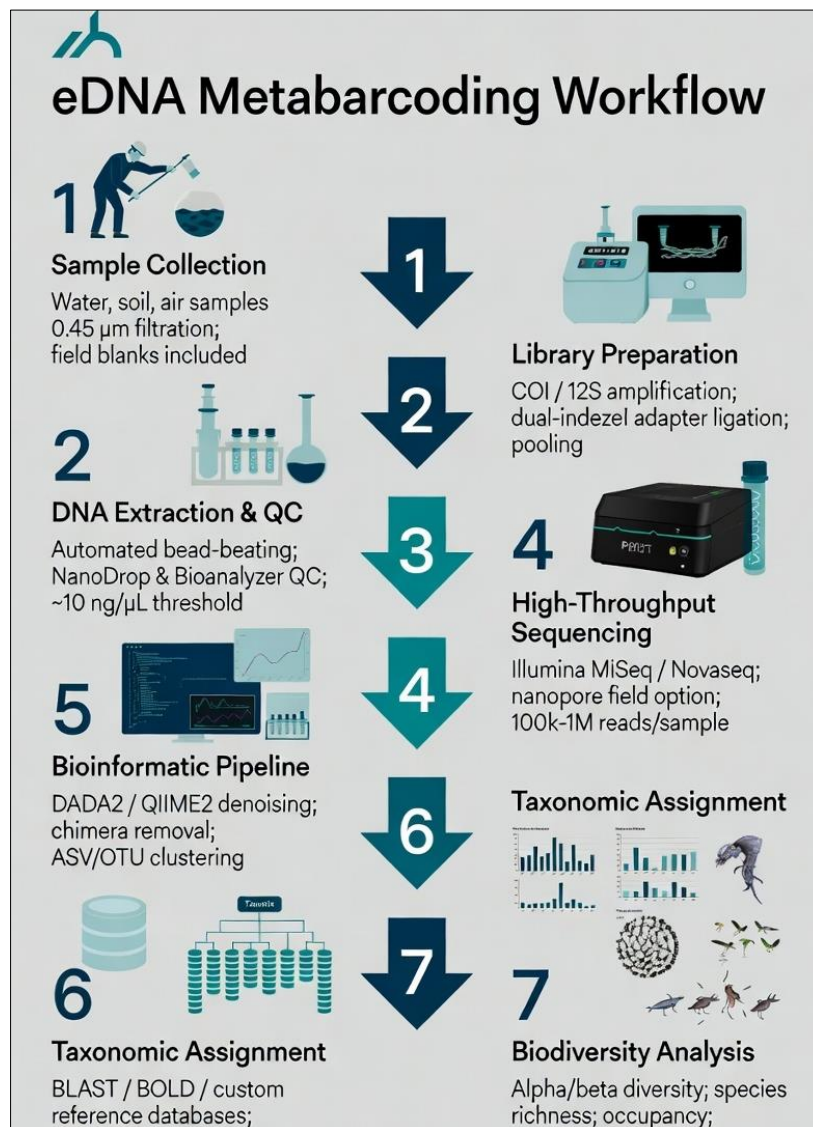 eDNA Metabarcoding Workflow
1
Sample Collection
Water, soil, air samples
0.45 µm filtration;
field blanks included
1
Library Preparation
COI / 12S amplification;
dual-indezel adapter ligation;
pooling
2
2
DNA Extraction & QC
Automated bead-beating;
NanoDrop & Bioanalyzer QC;
~10 ng/µL threshold
3
4
High-Throughput
Sequencing
Illumina MiSeq / Novaseq;
nanopore field option;
100k-1M reads/sample
4
5
Bioinformatic Pipeline
DADA2 / QIIME2 denoising;
chimera removal;
ASV/OTU clustering
6
Taxonomic Assignment
6
Taxonomic Assignment
BLAST / BOLD / custom
reference databases;
7
7
Biodiversity Analysis
Alpha/beta diversity; species
richness; occupancy;